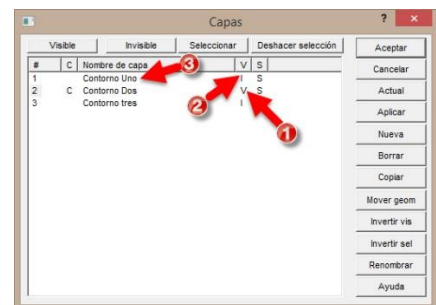 Capas ?
Visible Invisible Seleccionar Deshacer selección Aceptar
# C Nombre de capa V S
1 Contorno Uno I S
2 C Contorno Dos V S
3 Contorno tres I
3
2
1
Cancelar
Actual
Aplicar
Nueva
Borrar
Copiar
Mover geom
Invertir vis
Invertir sel
Renombrar
Ayuda